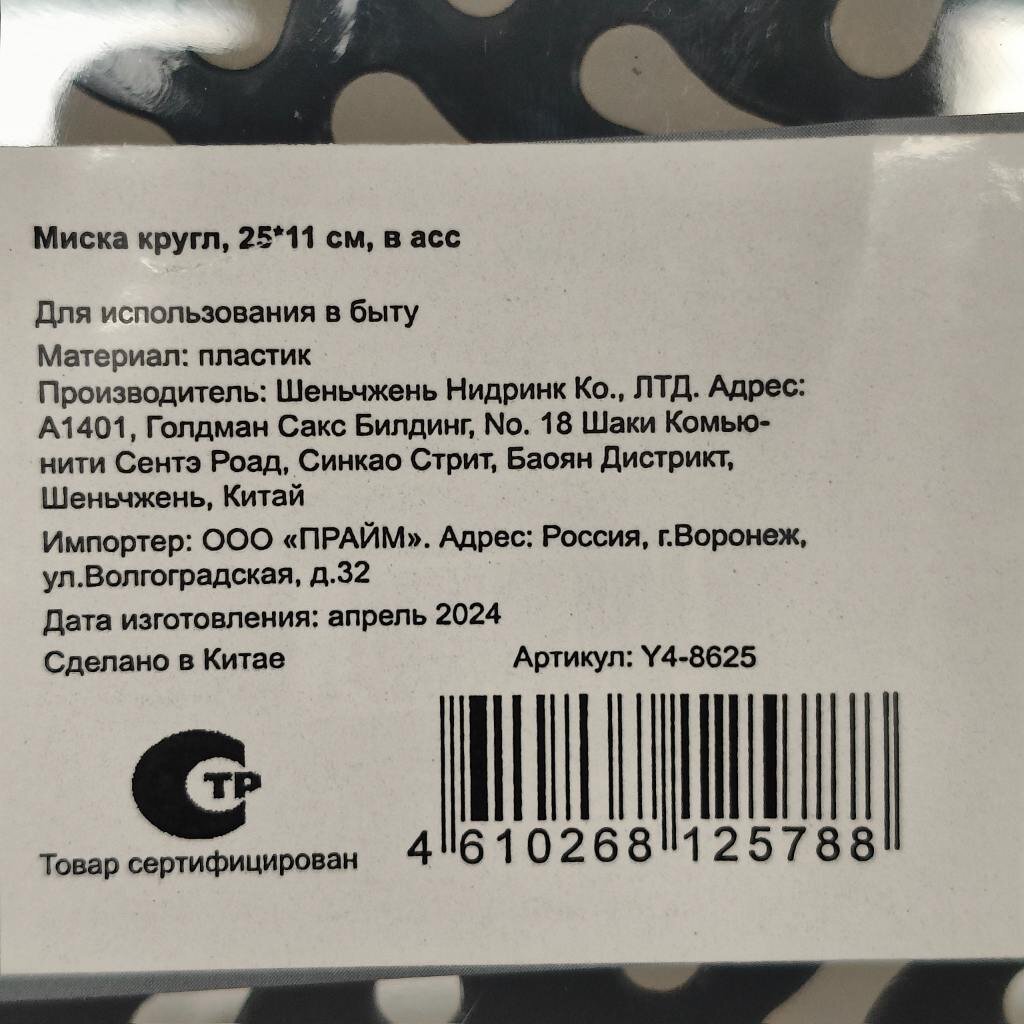 Миска кругл, 25*11 см, в асс
Для использования в быту
Материал: пластик
Производитель: Шеньчжень Нидринк Ко., ЛТД. Адрес:
А1401, Голдман Сакс Билдинг, No. 18 Шаки Комью-
нити Сентэ Роад, Синкао Стрит, Баоян Дистрикт,
Шеньчжень, Китай
Импортер: ООО «ПРАЙМ». Адрес: Россия, г.Воронеж,
ул.Волгоградская, д.32
Дата изготовления: апрель 2024
Сделано в Китае
Артикул: Y4-8625
ТР
Товар сертифицирован
4 610268 125788